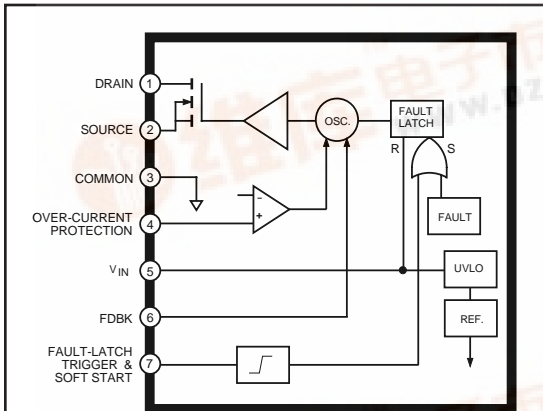 DRAIN
1
SOURCE
2
COMMON
3
OVER-CURRENT
PROTECTION
4
VIN
5
FDBK
6
FAULT-LATCH
TRIGGER &
SOFT START
7
–
+
OSC.
FAULT
LATCH
R
S
FAULT
UVLO
REF.